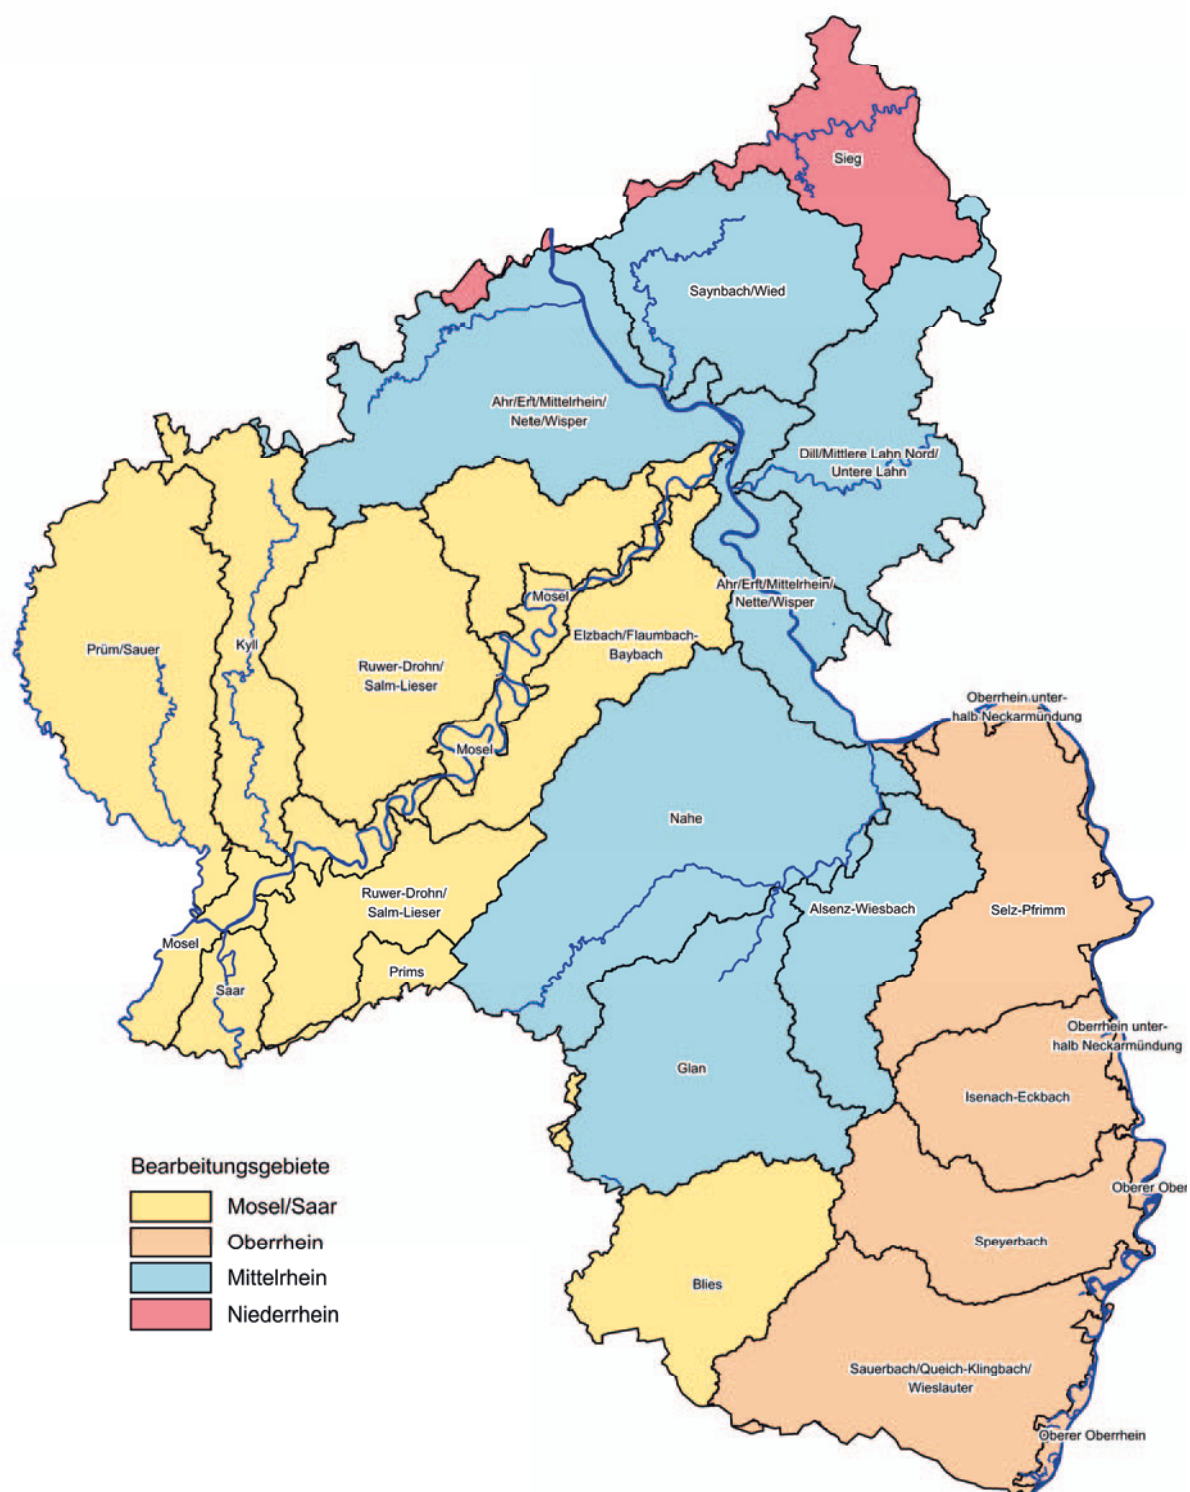 Sieg
Saynbach/Wied
Ahr/Erft/Mittelrhein/
Nette/Wisper
Dill/Mittlere Lahn Nord/
Untere Lahn
Ahr/Erft/Mittelrhein/
Nette/Wisper
Mosel
Elzbach/Flaumbach-
Baybach
Prüm/Sauer
Kyll
Ruwer-Drohn/
Salm-Lieser
Mosel
Oberrhein unter-
halb Neckarmündung
Nahe
Ruwer-Drohn/
Salm-Lieser
Alsenz-Wiesbach
Selz-Pfrimm
Mosel
Prims
Saar
Oberrhein unter-
halb Neckarmündung
Glan
Isenach-Eckbach
Oberer Ober
Speyerbach
Blies
Sauerbach/Queich-Klingbach/
Wieslauter
Oberer Oberrhein
Bearbeitungsgebiete
Mosel/Saar
Oberrhein
Mittelrhein
Niederrhein